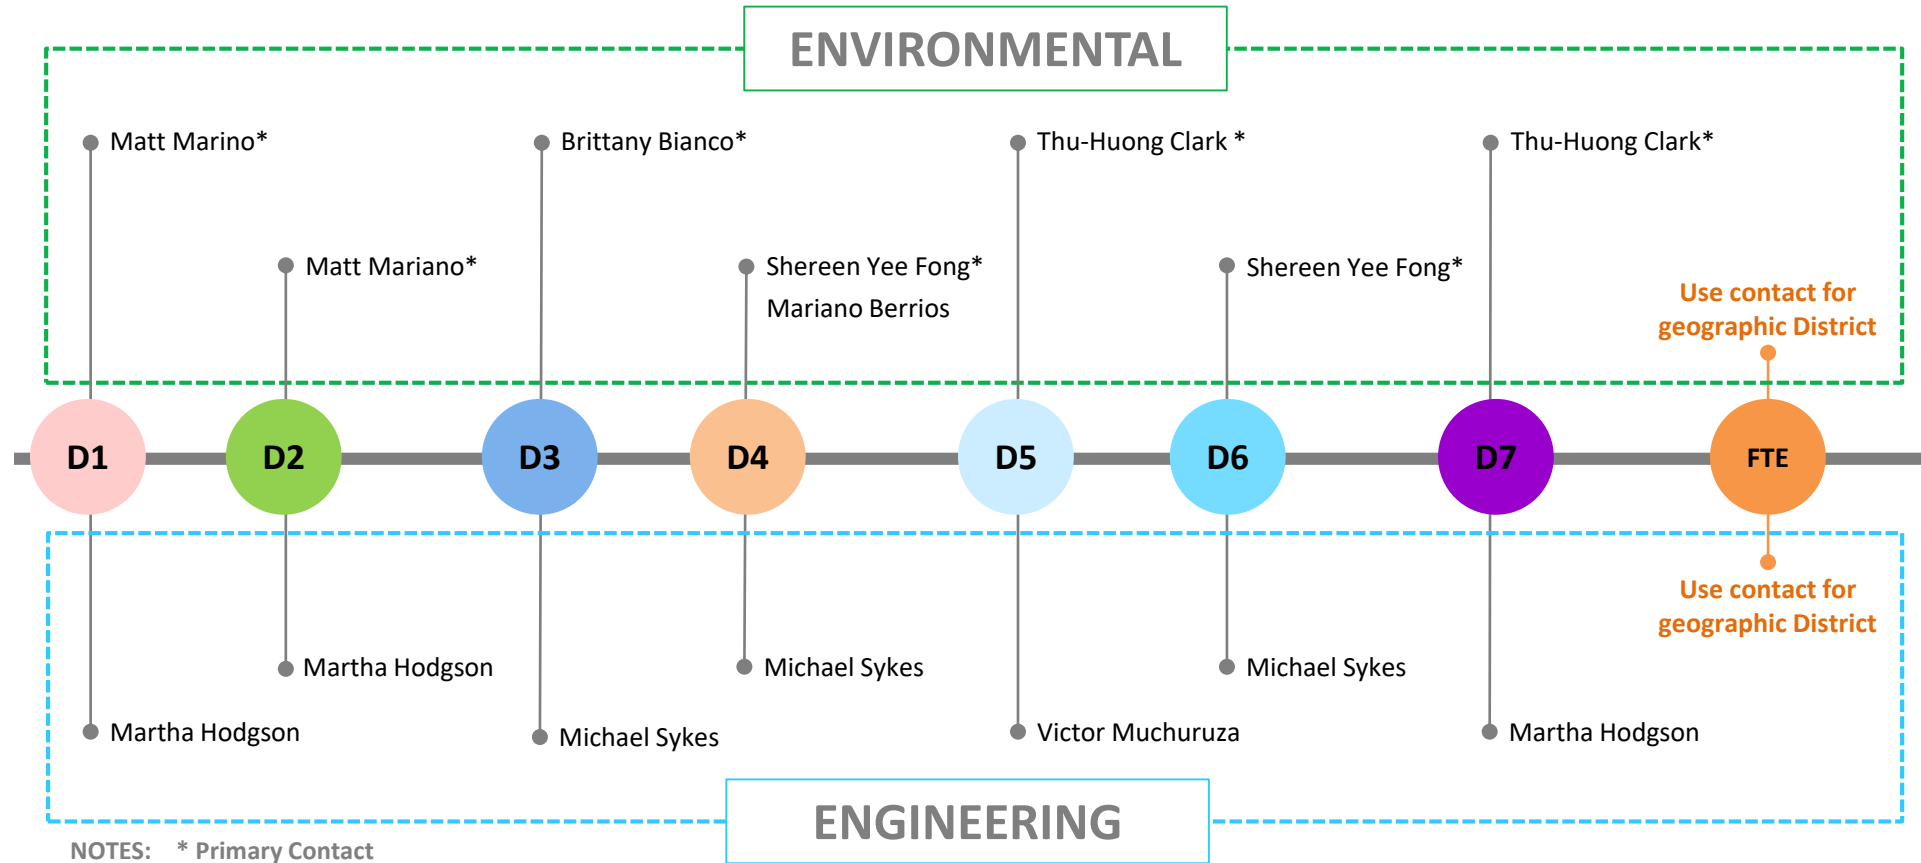 ENVIRONMENTAL
Matt Marino*
Brittany Bianco*
Thu-Huong Clark *
Thu-Huong Clark*
Matt Mariano*
Shereen Yee Fong*
Mariano Berrios
Shereen Yee Fong*
Use contact for
geographic District
D1
D2
D3
D4
D5
D6
D7
FTE
Use contact for
geographic District
Martha Hodgson
Michael Sykes
Michael Sykes
Martha Hodgson
Michael Sykes
Victor Muchuruza
Martha Hodgson
ENGINEERING
NOTES: * Primary Contact